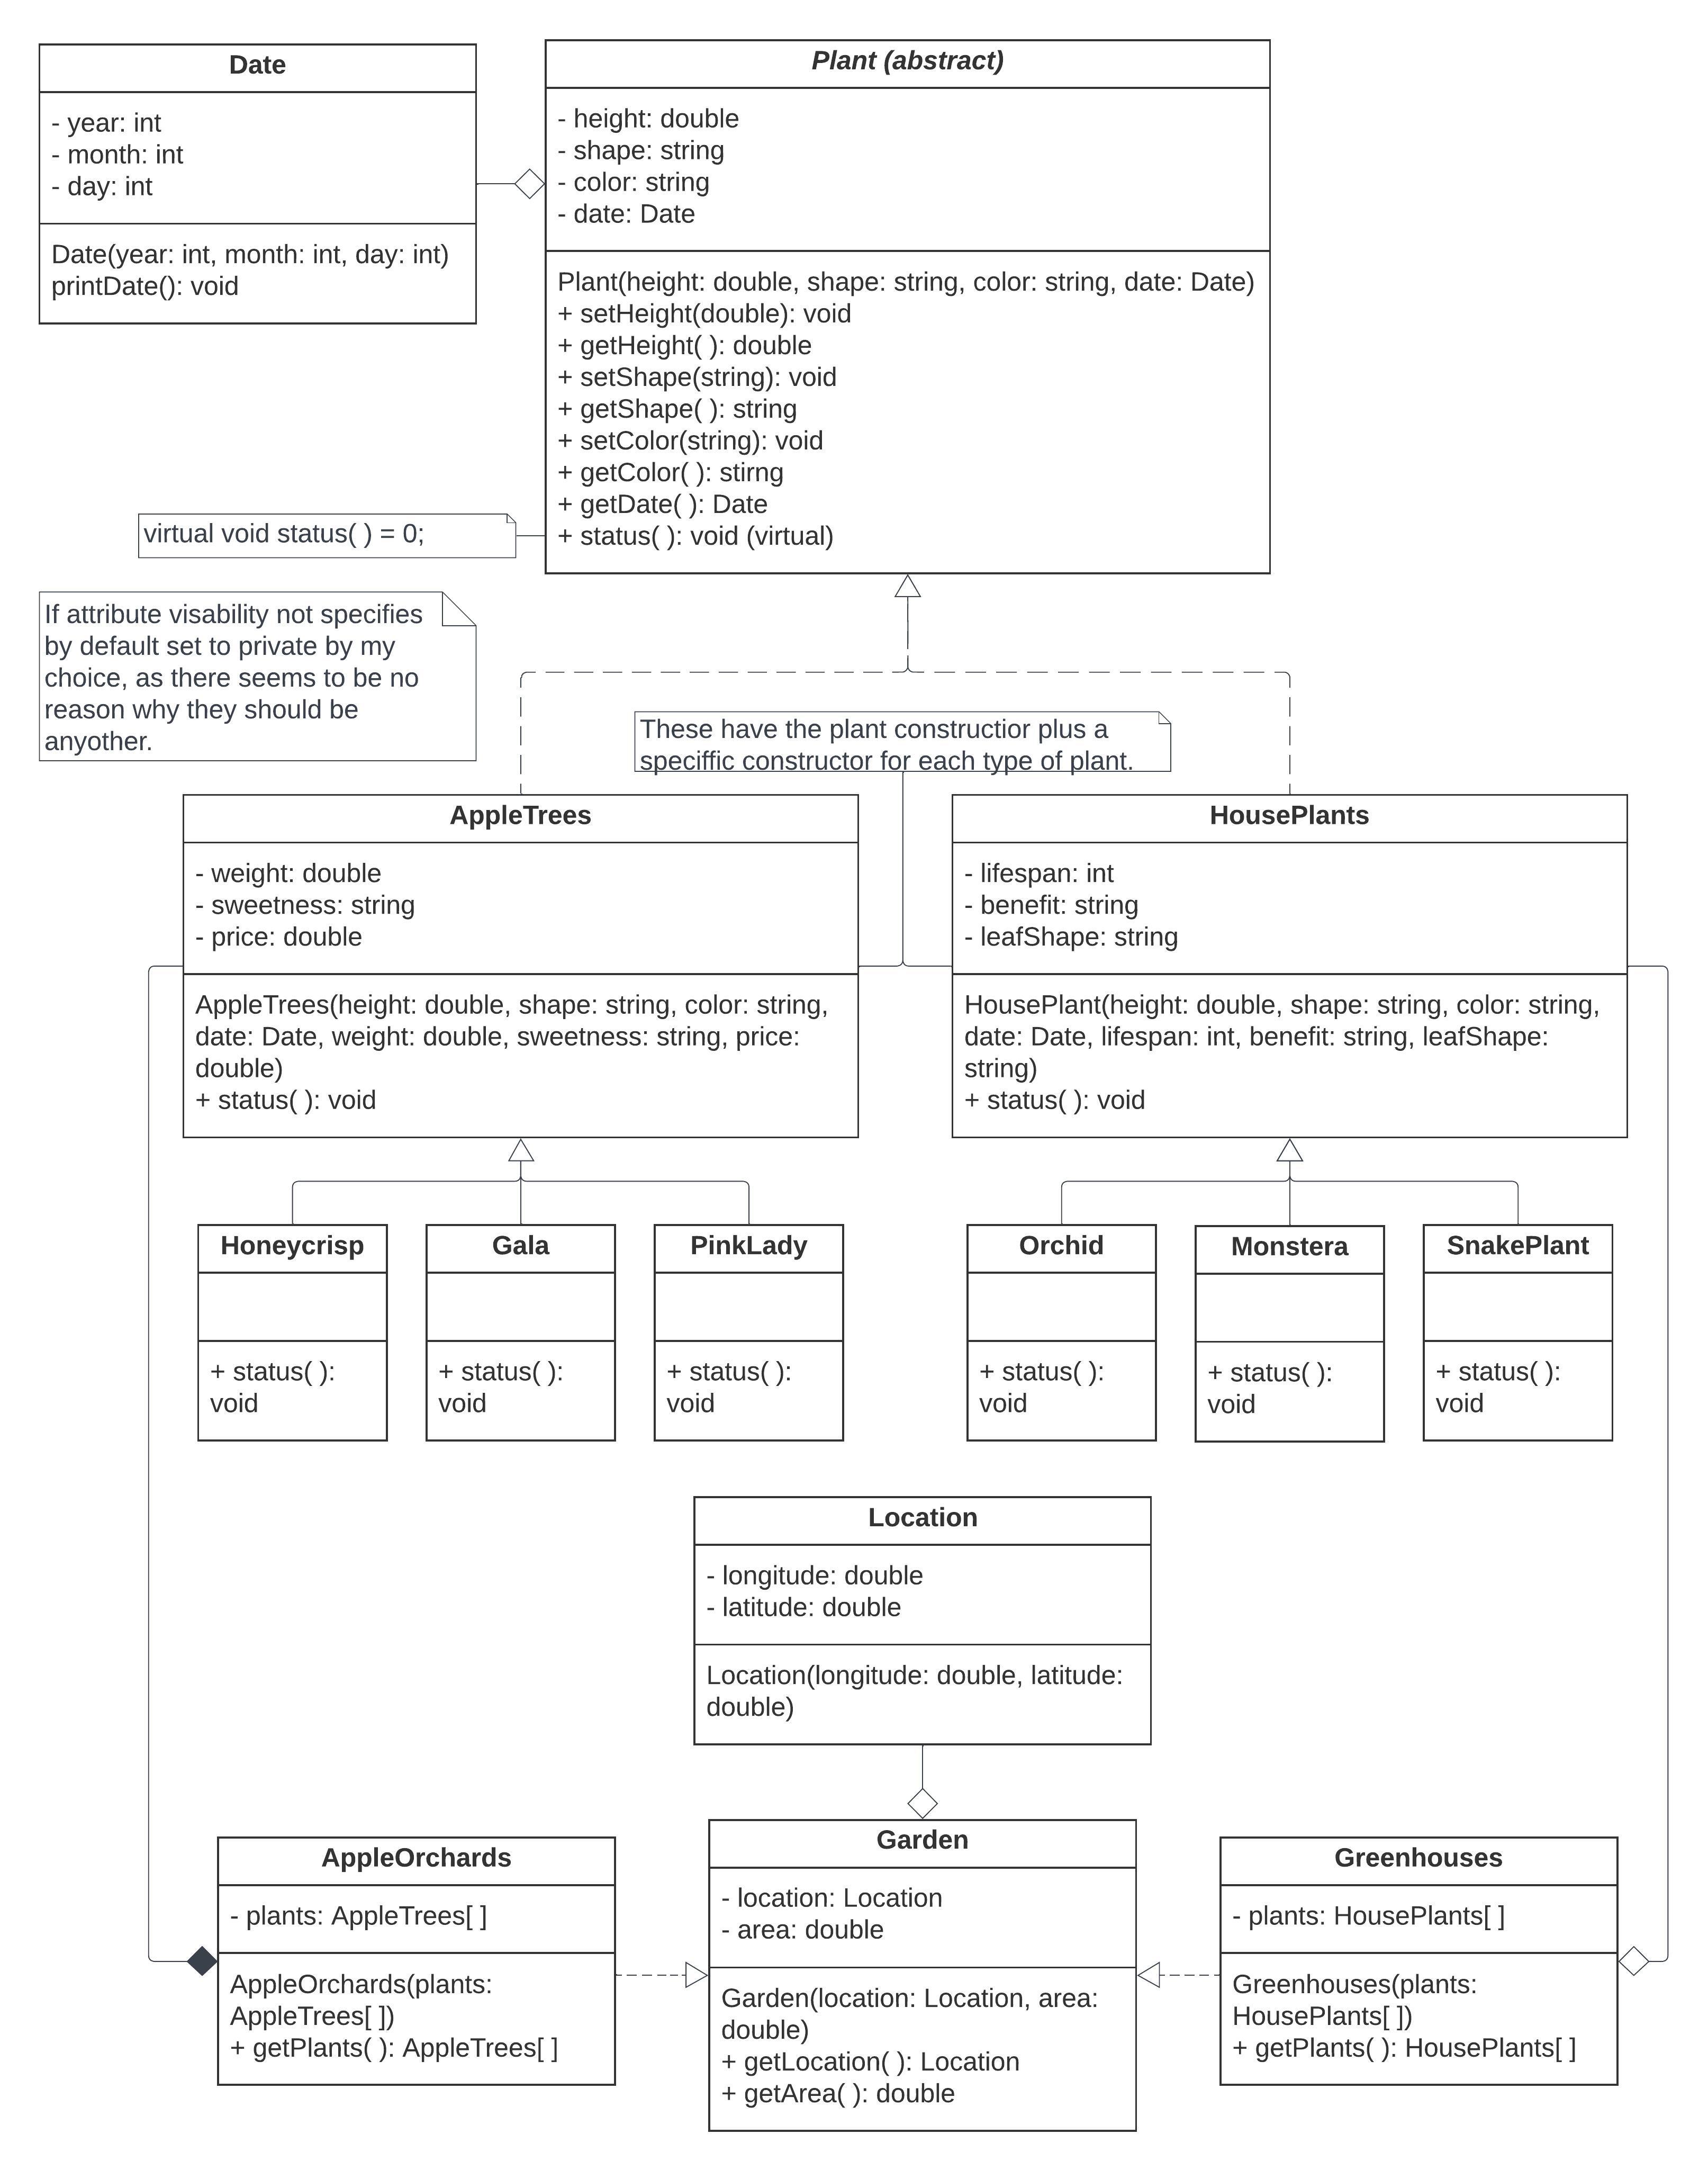 Date
- year: int
- month: int
- day: int
Date(year: int, month: int, day: int)
printDate(): void
Plant (abstract)
- height: double
- shape: string
- color: string
- date: Date
Plant(height: double, shape: string, color: string, date: Date)
+ setHeight(double): void
+ getHeight( ): double
+ setShape(string): void
+ getShape( ): string
+ setColor(string): void
+ getColor( ): stirng
+ getDate( ): Date
+ status( ): void (virtual)
virtual void status( ) = 0;
If attribute visability not specifies
by default set to private by my
choice, as there seems to be no
reason why they should be
anyother.
These have the plant constructior plus a
speciffic constructor for each type of plant.
AppleTrees
- weight: double
- sweetness: string
- price: double
AppleTrees(height: double, shape: string, color: string,
date: Date, weight: double, sweetness: string, price:
double)
+ status( ): void
HousePlants
- lifespan: int
- benefit: string
- leafShape: string
HousePlant(height: double, shape: string, color: string,
date: Date, lifespan: int, benefit: string, leafShape:
string)
+ status( ): void
Honeycrisp
+ status( ):
void
Gala
+ status( ):
void
PinkLady
+ status( ):
void
Orchid
+ status( ):
void
Monstera
+ status( ):
void
SnakePlant
+ status( ):
void
Location
- longitude: double
- latitude: double
Location(longitude: double, latitude:
double)
AppleOrchards
- plants: AppleTrees[ ]
AppleOrchards(plants:
AppleTrees[ ])
+ getPlants( ): AppleTrees[ ]
Garden
- location: Location
- area: double
Garden(location: Location, area:
double)
+ getLocation( ): Location
+ getArea( ): double
Greenhouses
- plants: HousePlants[ ]
Greenhouses(plants:
HousePlants[ ])
+ getPlants( ): HousePlants[ ]